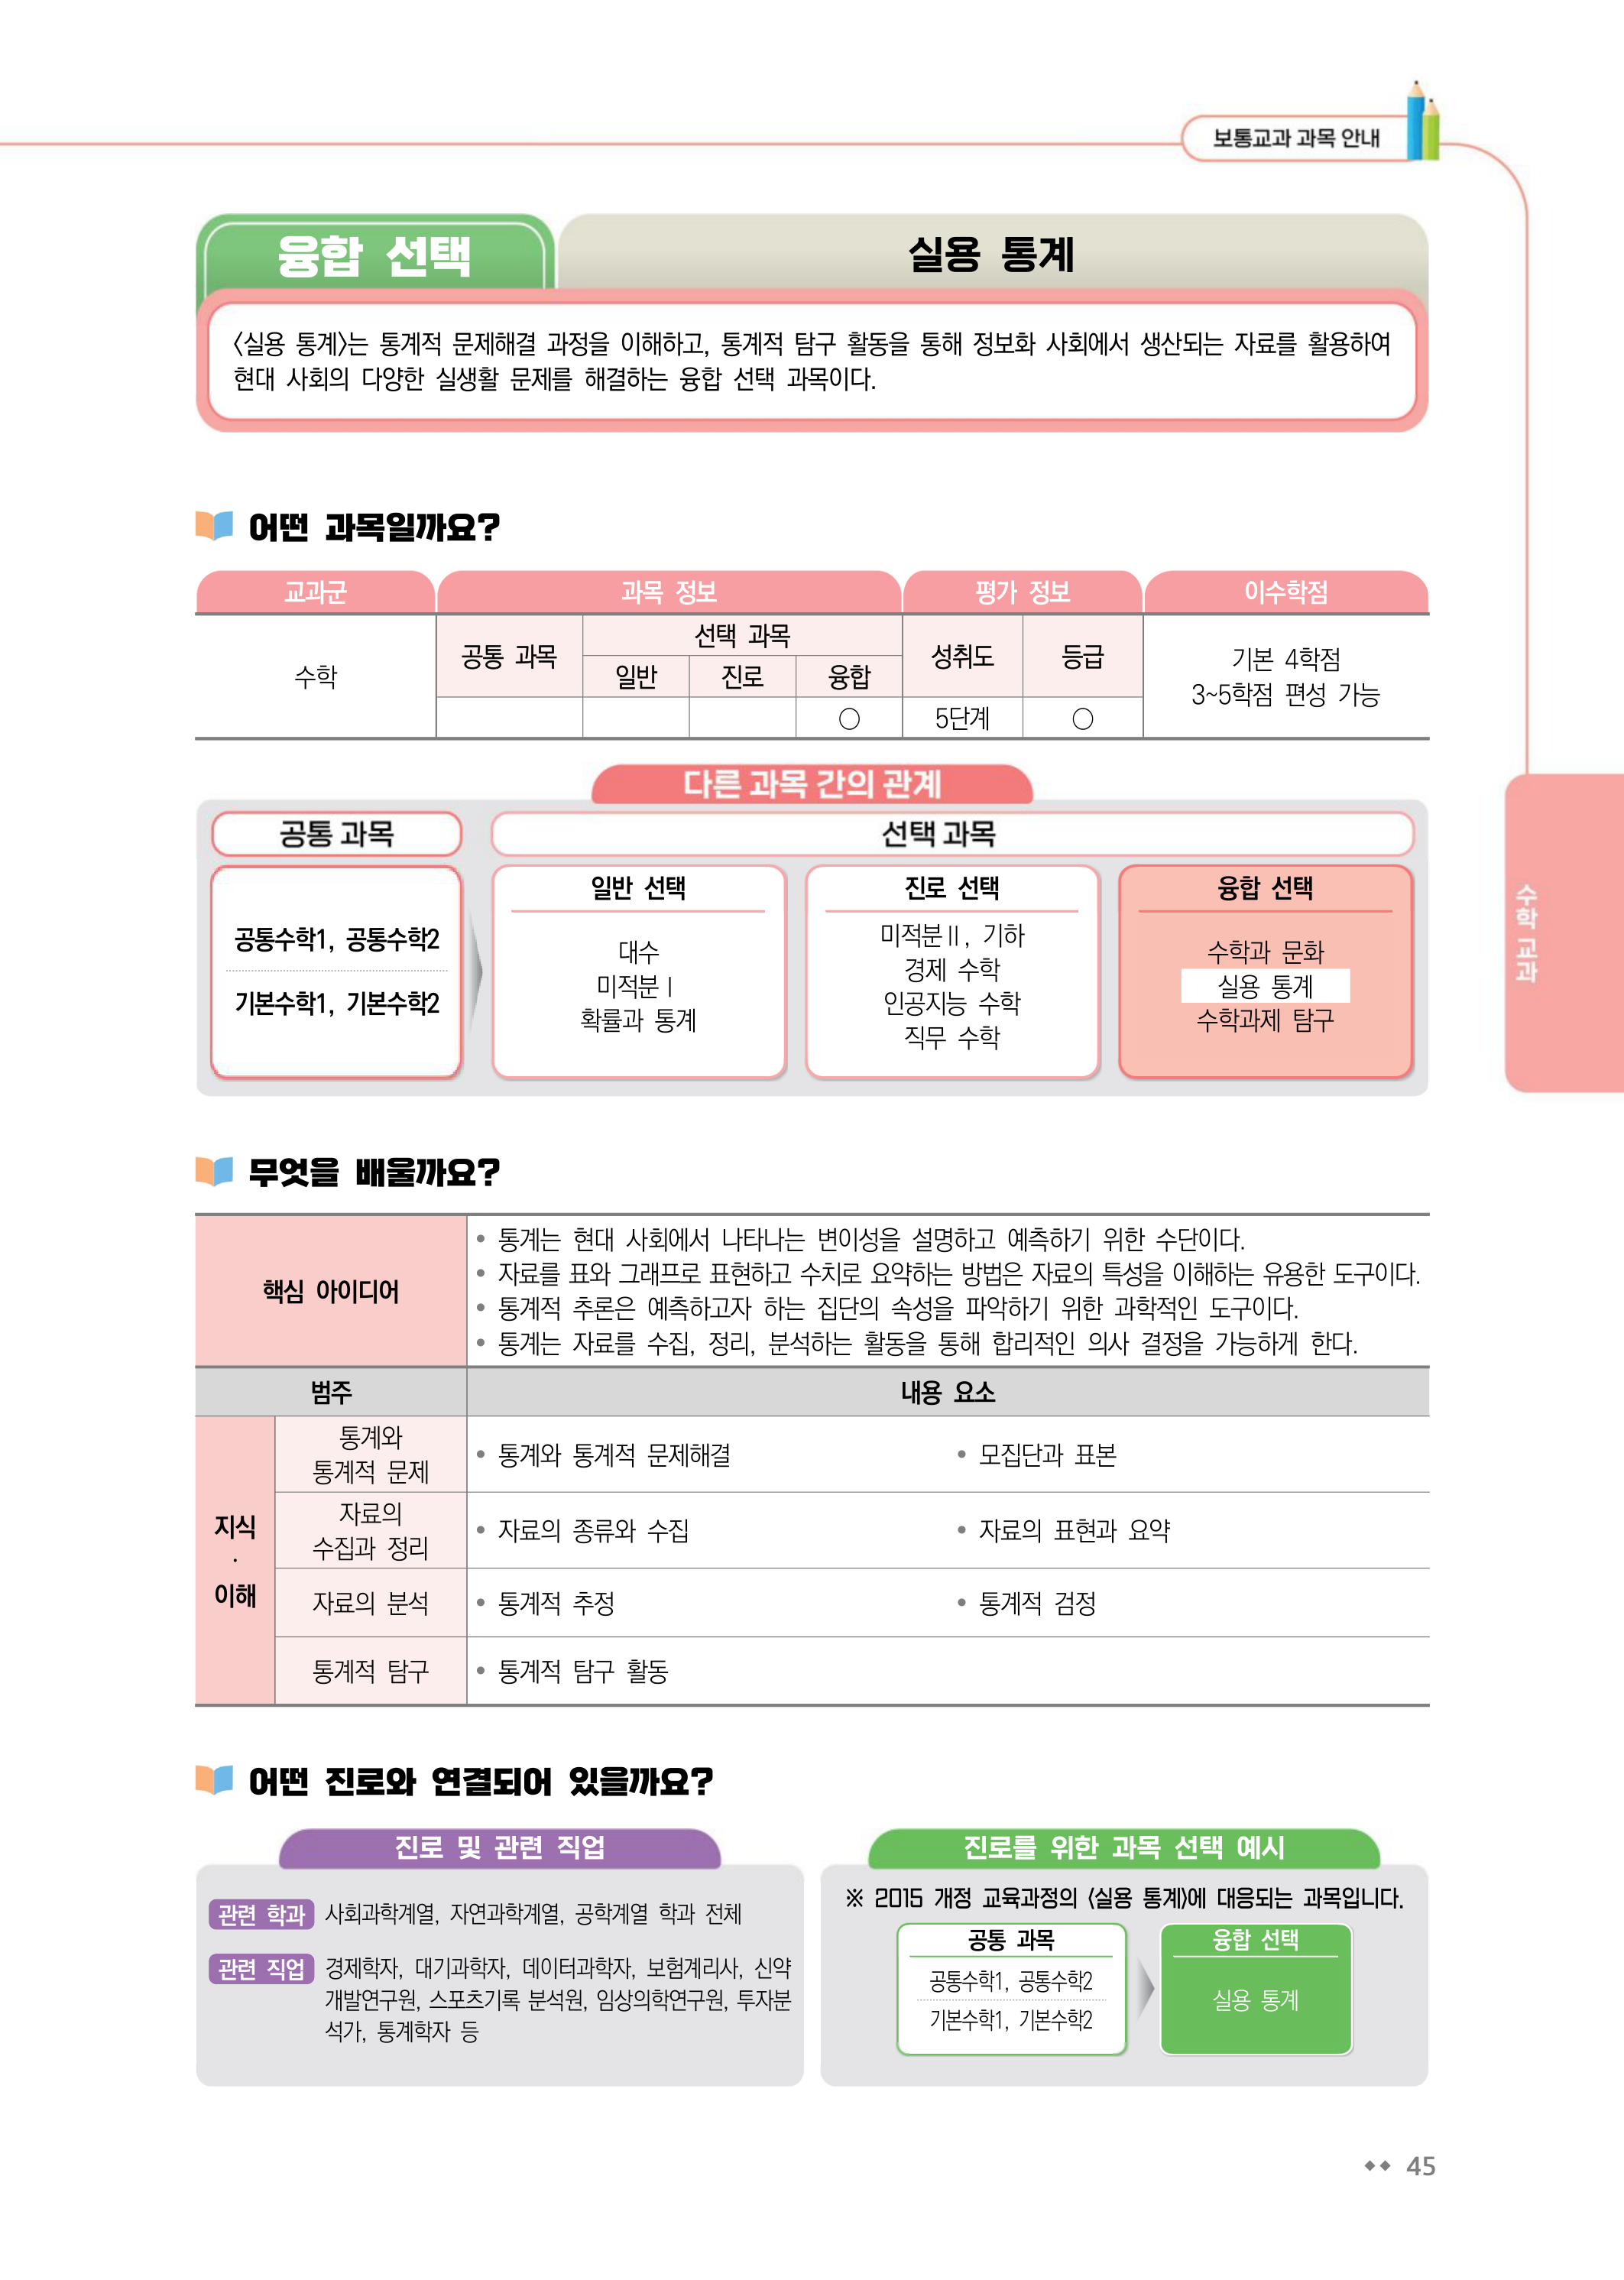 보통교과 과목 안내
융합 선택
실용 통계
〈실용 통계〉는 통계적 문제해결 과정을 이해하고, 통계적 탐구 활동을 통해 정보화 사회에서 생산되는 자료를 활용하여
현대 사회의 다양한 실생활 문제를 해결하는 융합 선택 과목이다.
어떤 과목일까요?
교과군 과목 정보 평가 정보 이수학점
수학
공통 과목
선택 과목
일반 진로 융합
성취도 등급
기본 4학점
3~5학점 편성 가능
○ 5단계 ○
다른 과목 간의 관계
공통 과목
선택 과목
공통수학1, 공통수학2
기본수학1, 기본수학2
일반 선택
대수
미적분Ⅰ
확률과 통계
진로 선택
미적분Ⅱ, 기하
경제 수학
인공지능 수학
직무 수학
융합 선택
수학과 문화
실용 통계
수학과제 탐구
수학 교과
무엇을 배울까요?
핵심 아이디어
• 통계는 현대 사회에서 나타나는 변이성을 설명하고 예측하기 위한 수단이다.
• 자료를 표와 그래프로 표현하고 수치로 요약하는 방법은 자료의 특성을 이해하는 유용한 도구이다.
• 통계적 추론은 예측하고자 하는 집단의 속성을 파악하기 위한 과학적인 도구이다.
• 통계는 자료를 수집, 정리, 분석하는 활동을 통해 합리적인 의사 결정을 가능하게 한다.
범주 내용 요소
지식
·
이해
통계와
통계적 문제
• 통계와 통계적 문제해결 • 모집단과 표본
자료의
수집과 정리
• 자료의 종류와 수집 • 자료의 표현과 요약
자료의 분석
• 통계적 추정 • 통계적 검정
통계적 탐구
• 통계적 탐구 활동
어떤 진로와 연결되어 있을까요?
진로 및 관련 직업
관련 학과 사회과학계열, 자연과학계열, 공학계열 학과 전체
관련 직업 경제학자, 대기과학자, 데이터과학자, 보험계리사, 신약
개발연구원, 스포츠기록 분석원, 임상의학연구원, 투자분
석가, 통계학자 등
진로를 위한 과목 선택 예시
※ 2015 개정 교육과정의 〈실용 통계〉에 대응되는 과목입니다.
공통 과목
공통수학1, 공통수학2
기본수학1, 기본수학2
융합 선택
실용 통계
◆◆ 45